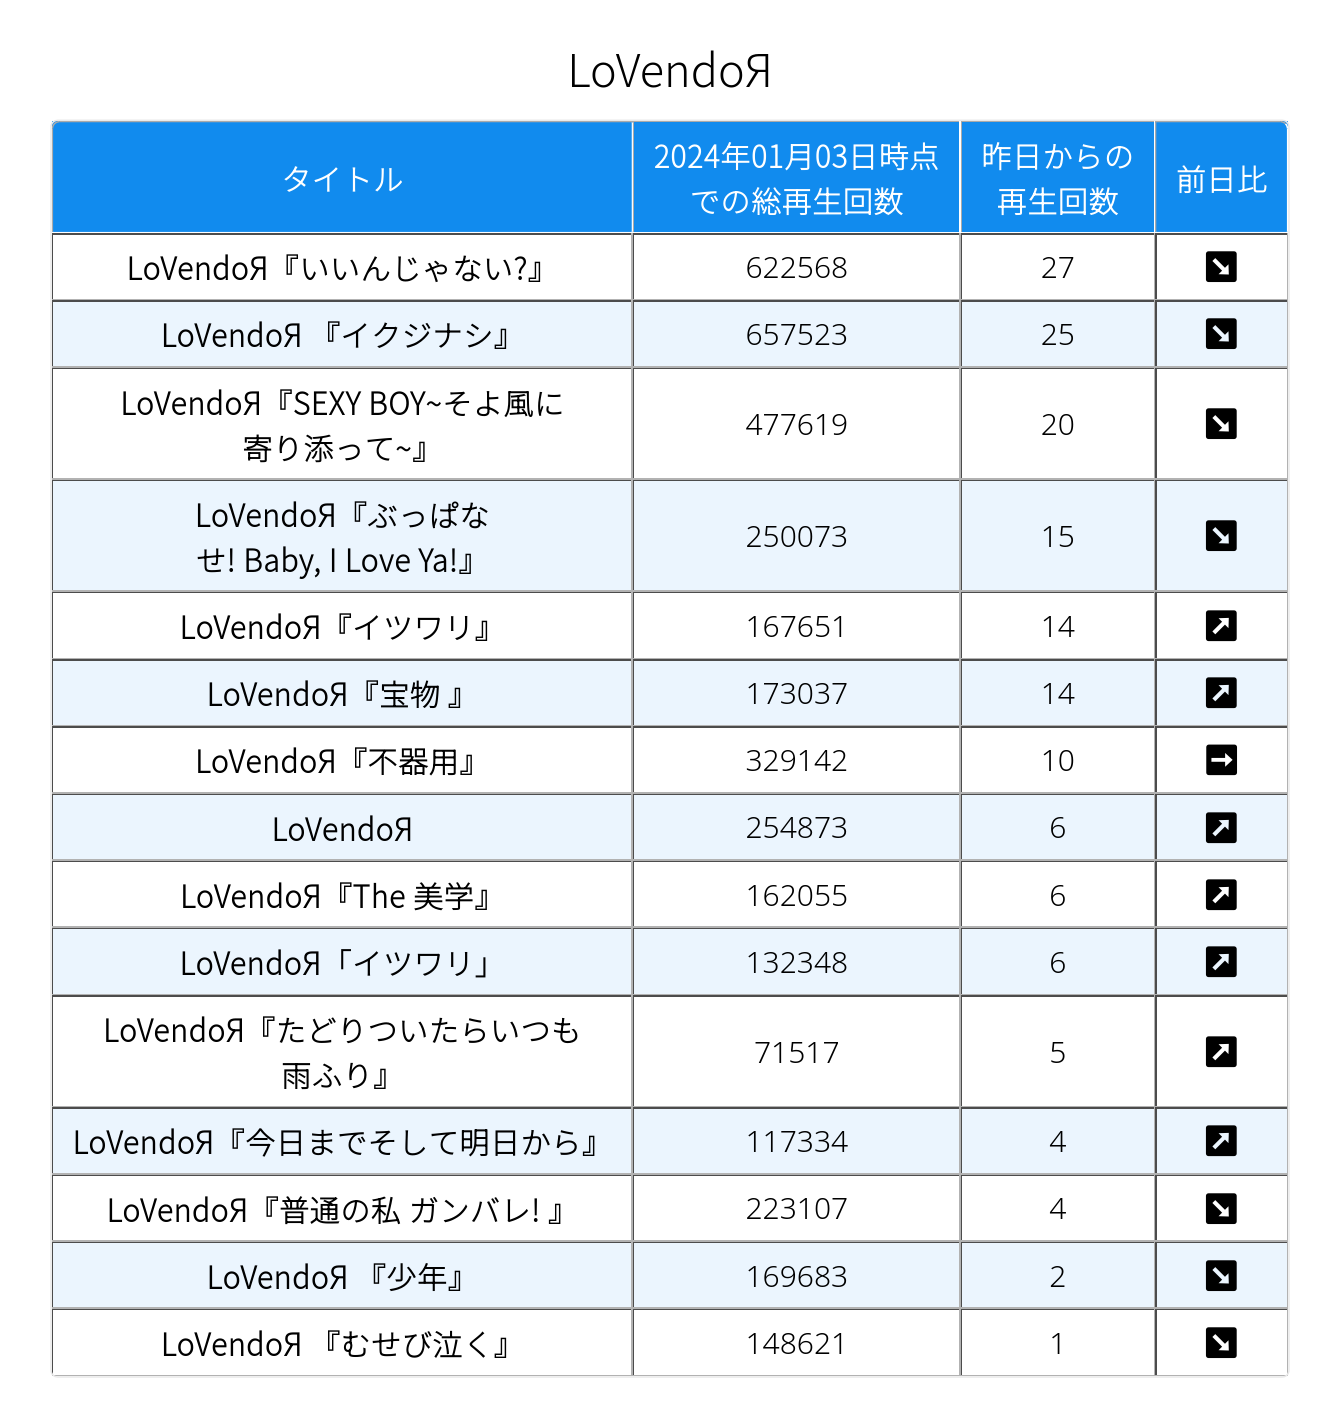 LoVendoЯ
タイトル
2024年01月03日時点
での総再生回数
昨日からの
再生回数
前日比
LoVendoЯ『いいんじゃない?』
622568
27
LoVendoЯ 『イクジナシ』
657523
25
LoVendoЯ『SEXY BOY~そよ風に
寄り添って~』
477619
20
LoVendoЯ『ぶっぱな
せ! Baby, I Love Ya!』
250073
15
LoVendoЯ『イツワリ』
167651
14
LoVendoЯ『宝物 』
173037
14
LoVendoЯ『不器用』
329142
10
LoVendoЯ
254873
6
LoVendoЯ『The 美学』
162055
6
LoVendoЯ「イツワリ」
132348
6
LoVendoЯ『たどりついたらいつも
雨ふり』
71517
5
LoVendoЯ『今日までそして明日から』
117334
4
LoVendoЯ『普通の私 ガンバレ! 』
223107
4
LoVendoЯ 『少年』
169683
2
LoVendoЯ 『むせび泣く』
148621
1